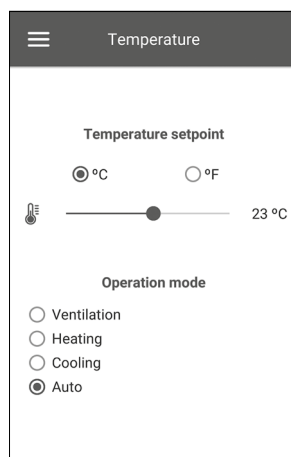 Temperature
Temperature setpoint
ºC ºF
23 ºC
Operation mode
Ventilation
Heating
Cooling
Auto